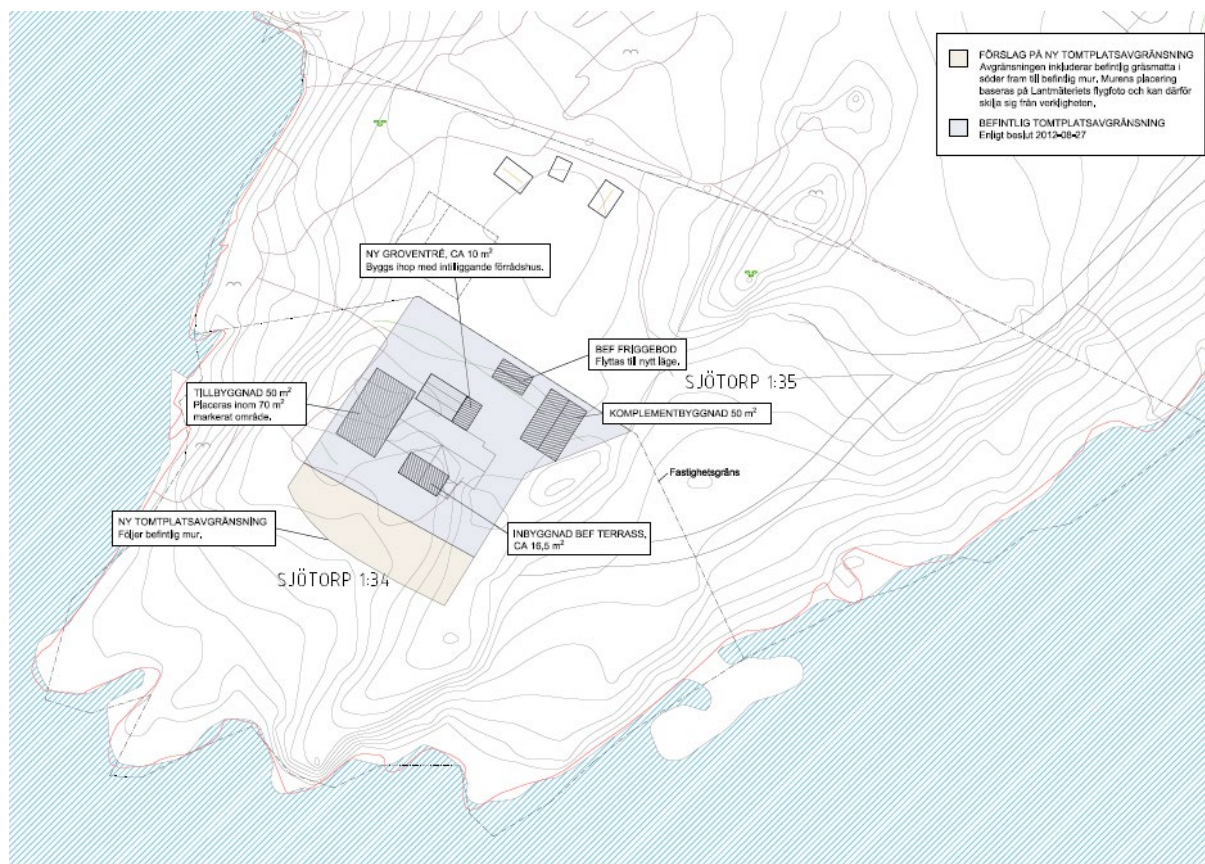 FÖRSLAG PÅ NY TOMTPLATSAVGRÄNSNING
Avgränsningen inkluderar befintlig gräsmatta i
söder fram till befintlig mur. Murens placering
baseras på Lantmäteriets flygfoto och kan därför
skilja sig från verkligheten.
BEFINTLIG TOMTPLATSAVGRÄNSNING
Enligt beslut 2012-08-27
NY GROVENTRÉ, CA 10 m²
Byggs ihop med intilliggande förrådshus.
BEF FRIGGEBOD
Flyttas til nytt läge.
SJÖTORP 1:35
TILLBYGGNAD 50 m²
Placeras inom 70 m²
markerat område.
KOMPLEMENTBYGGNAD 50 m²
Fastighetsgräns
NY TOMTPLATSAVGRÄNSNING
Följer befintlig mur.
INBYGGNAD BEF TERRASS,
CA 16,5 m²
SJÖTORP 1:34